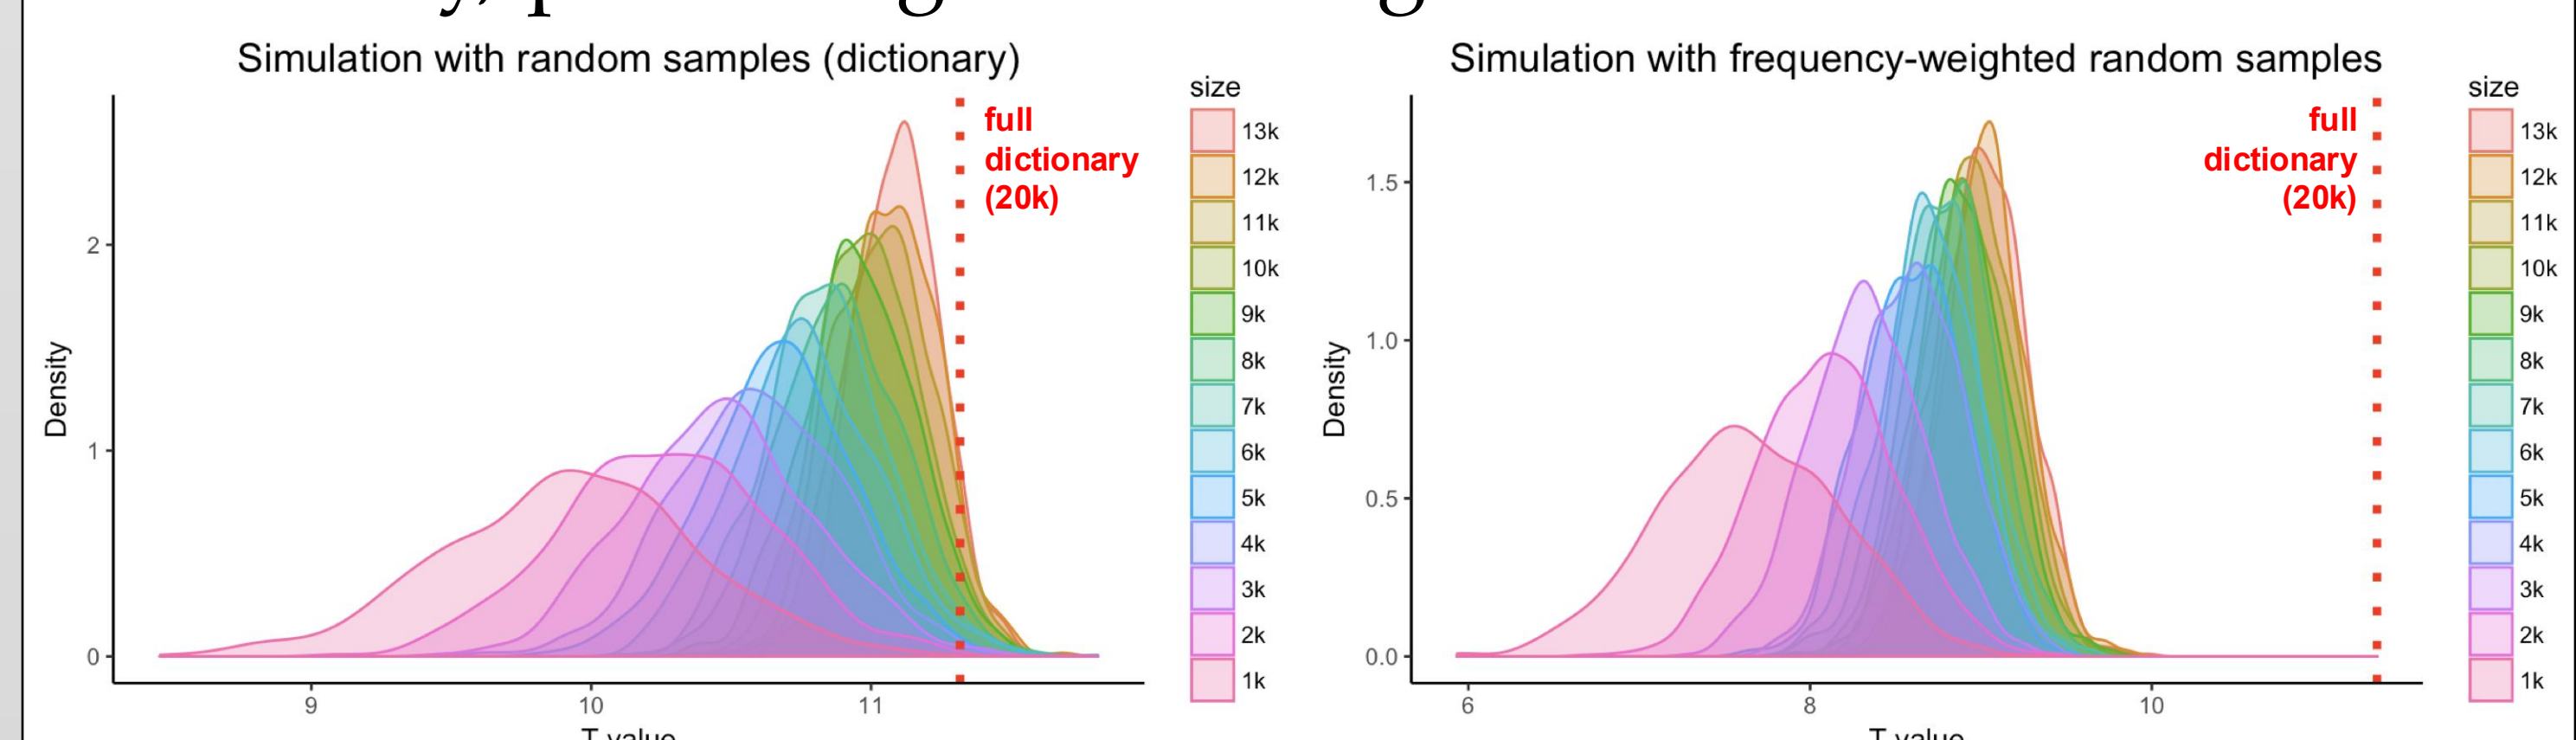 Simulation with random samples (dictionary)
full
dictionary
(20k)
Density
2
1
0
9
10
11
T value
size
13k
12k
11k
10k
9k
8k
7k
6k
5k
4k
3k
2k
1k
Simulation with frequency-weighted random samples
full
dictionary
(20k)
Density
1.5
1.0
0.5
0.0
6
8
10
T value
size
13k
12k
11k
10k
9k
8k
7k
6k
5k
4k
3k
2k
1k